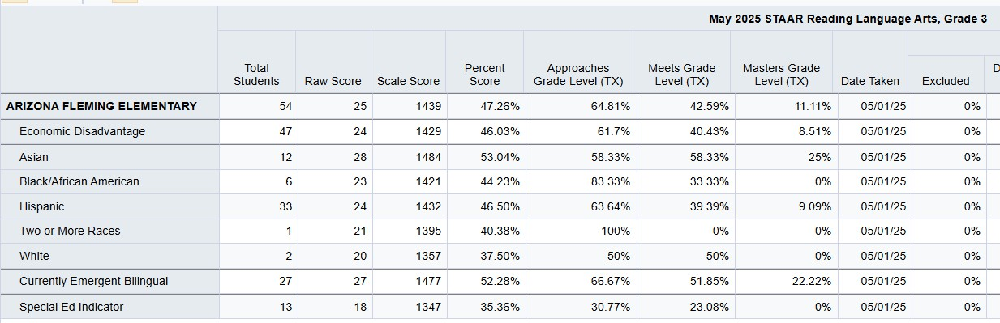 May 2025 STAAR Reading Language Arts, Grade 3
Total Students Raw Score Scale Score Percent Score Approaches Grade Level (TX) Meets Grade Level (TX) Masters Grade Level (TX) Date Taken Excluded D
ARIZONA FLEMING ELEMENTARY 54 25 1439 47.26% 64.81% 42.59% 11.11% 05/01/25 0%
Economic Disadvantage 47 24 1429 46.03% 61.7% 40.43% 8.51% 05/01/25 0%
Asian 12 28 1484 53.04% 58.33% 58.33% 25% 05/01/25 0%
Black/African American 6 23 1421 44.23% 83.33% 33.33% 0% 05/01/25 0%
Hispanic 33 24 1432 46.50% 63.64% 39.39% 9.09% 05/01/25 0%
Two or More Races 1 21 1395 40.38% 100% 0% 0% 05/01/25 0%
White 2 20 1357 37.50% 50% 50% 0% 05/01/25 0%
Currently Emergent Bilingual 27 27 1477 52.28% 66.67% 51.85% 22.22% 05/01/25 0%
Special Ed Indicator 13 18 1347 35.36% 30.77% 23.08% 0% 05/01/25 0%